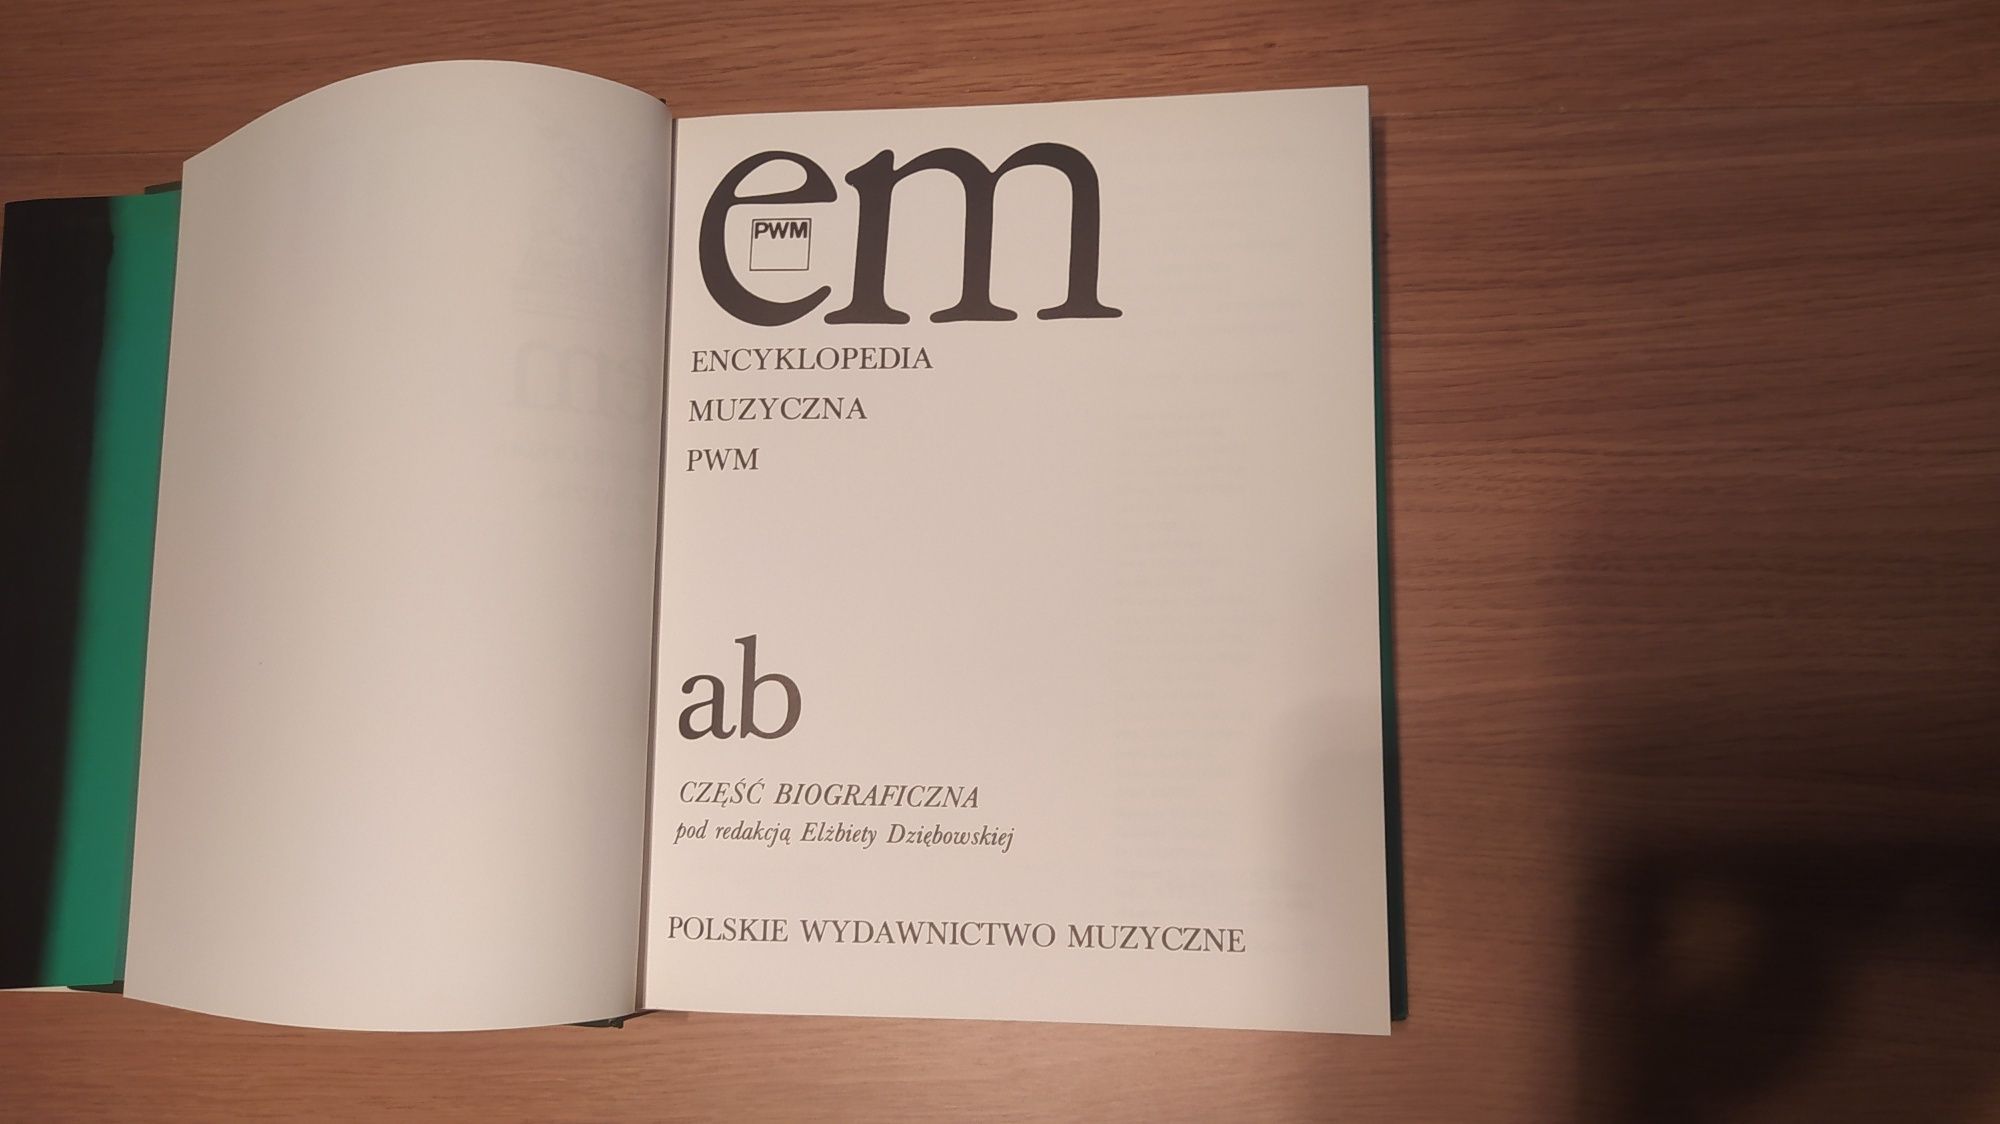 em
PWM
ENCYKLOPEDIA
MUZYCZNA
PWM
ab
CZĘŚĆ BIOGRAFICZNA
pod redakcją Elżbiety Dziębowskiej
POLSKIE WYDAWNICTWO MUZYCZNE